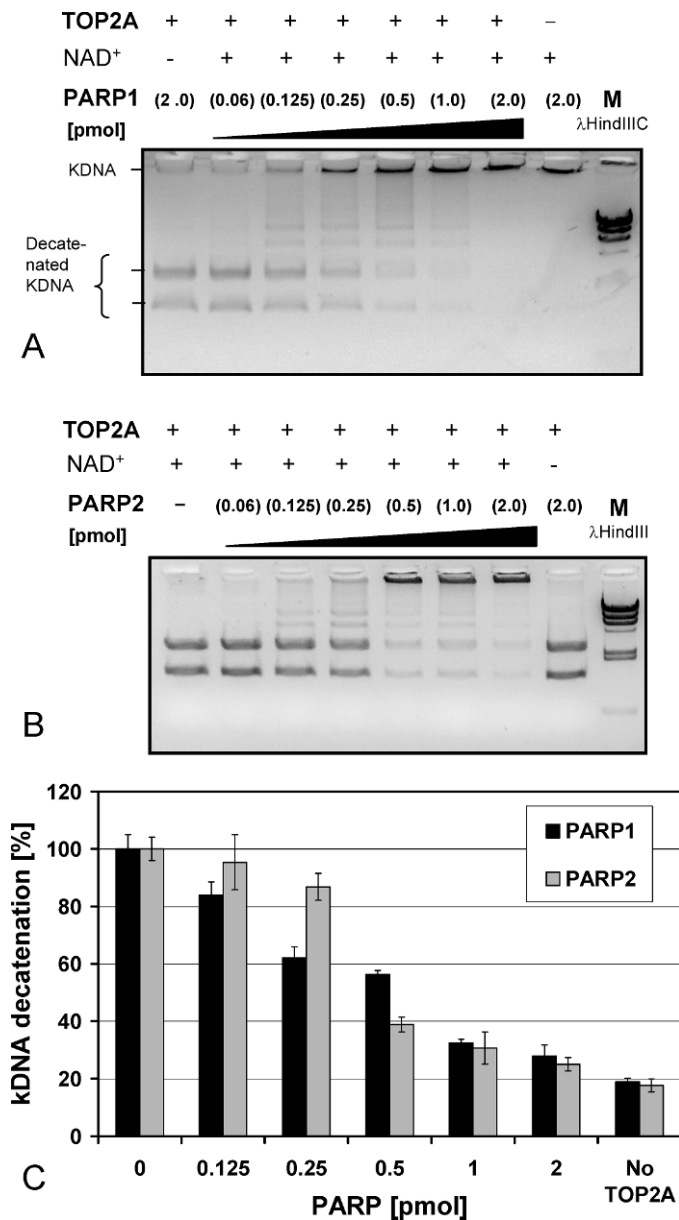 TOP2A + + + + + + + –
NAD+ - + + + + + + +
PARP1 (2 .0) (0.06) (0.125) (0.25) (0.5) (1.0) (2.0) (2.0) M
[pmol] λHindIIIC
KDNA
Decate-
nated
KDNA
A
TOP2A + + + + + + + +
NAD+ + + + + + + + -
PARP2 – (0.06) (0.125) (0.25) (0.5) (1.0) (2.0) (2.0) M
[pmol] λHindIII
B
120
100
80
60
40
20
0
kDNA decatenation [%]
PARP1
PARP2
0 0.125 0.25 0.5 1 2 No
TOP2A
PARP [pmol]
C